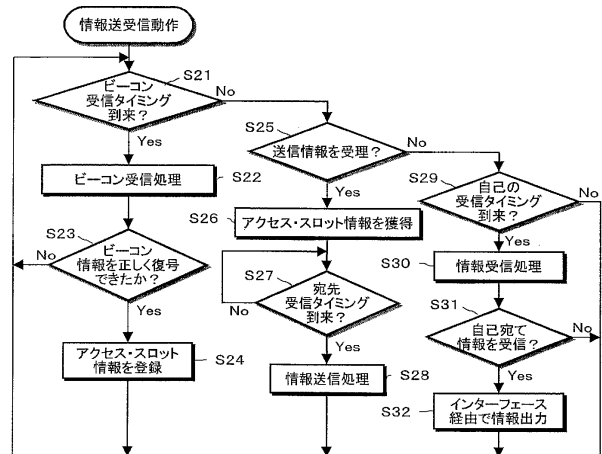 情報送受信動作
S21
ビーコン
受信タイミング
到来？
No
Yes
ビーコン受信処理
S22
S23
ビーコン
情報を正しく復号
できたか？
No
Yes
アクセス・スロット
情報を登録
S24
S25
送信情報を受理？
No
Yes
S26
アクセス・スロット情報を獲得
S27
宛先
受信タイミング
到来？
No
Yes
情報送信処理
S28
S29
自己の
受信タイミング
到来？
No
Yes
S30
情報受信処理
S31
自己宛て
情報を受信？
No
Yes
S32
インターフェース
経由で情報出力